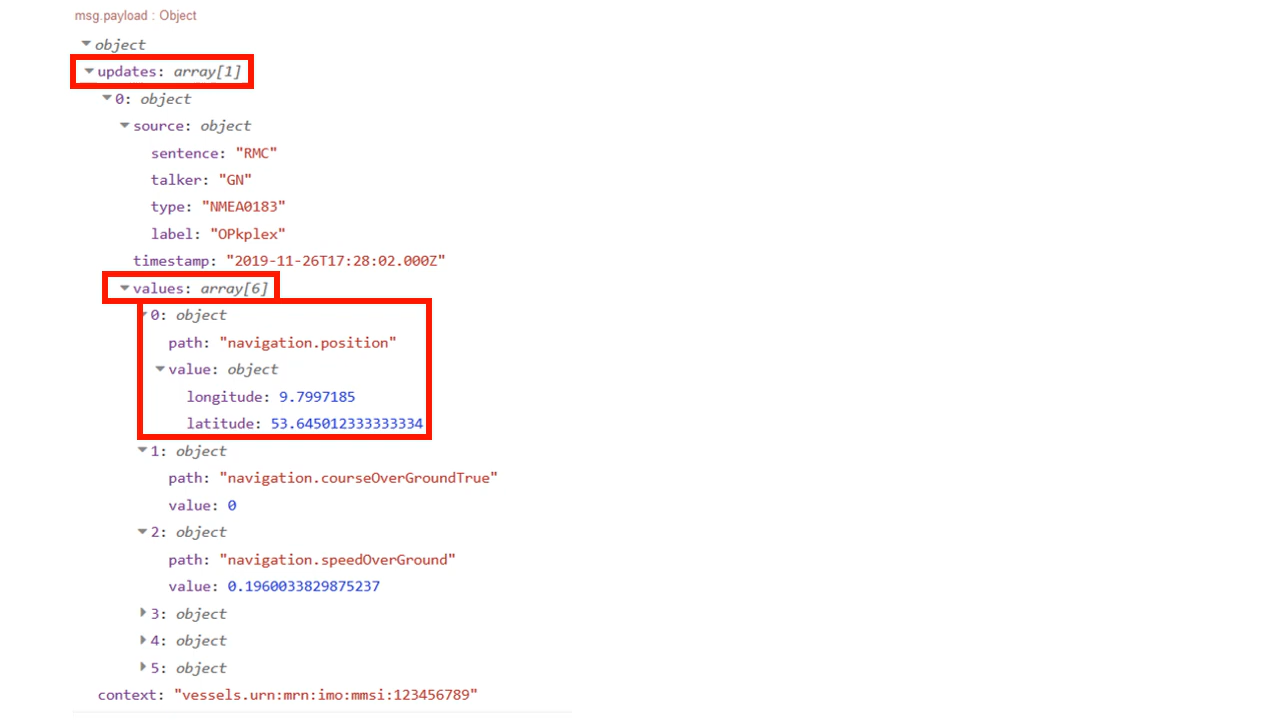 msg.payload : Object
object
updates: array[1]
0: object
source: object
sentence: "RMC"
talker: "GN"
type: "NMEA0183"
label: "OPkplex"
timestamp: "2019-11-26T17:28:02.000Z"
values: array[6]
0: object
path: "navigation.position"
value: object
longitude: 9.7997185
latitude: 53.645012333333334
1: object
path: "navigation.courseOverGroundTrue"
value: 0
2: object
path: "navigation.speedOverGround"
value: 0.1960033829875237
3: object
4: object
5: object
context: "vessels.urn:mrn:imo:mmsi:123456789"